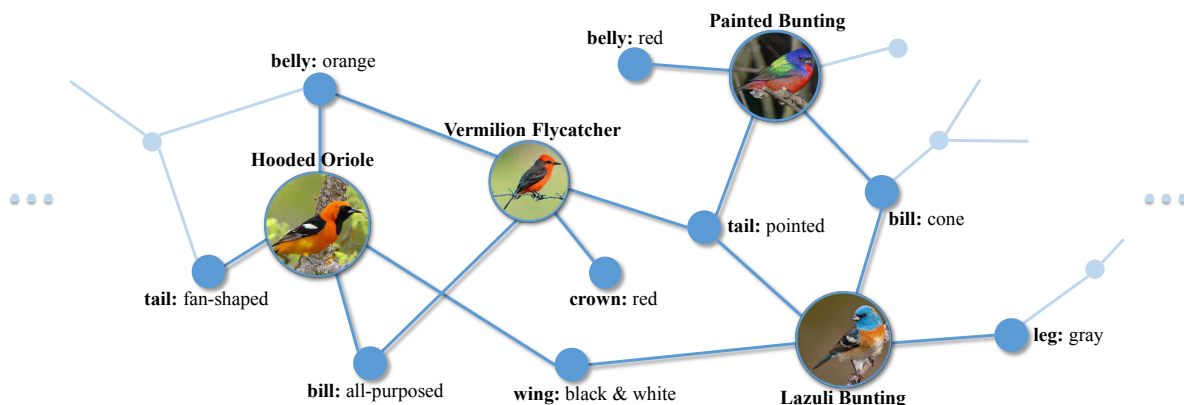 Painted Bunting
belly: red
belly: orange
Vermilion Flycatcher
Hooded Oriole
tail: pointed
bill: cone
tail: fan-shaped
crown: red
leg: gray
bill: all-purposed
wing: black & white
Lazuli Bunting